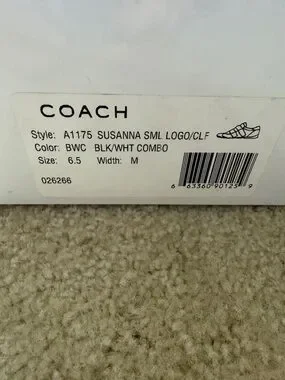 COACH
Style: A1175 SUSANNA SML LOGO/CLF
Color: BWC BLK/WHT COMBO
Size: 6.5 Width: M
6 63360 90123 9
026266